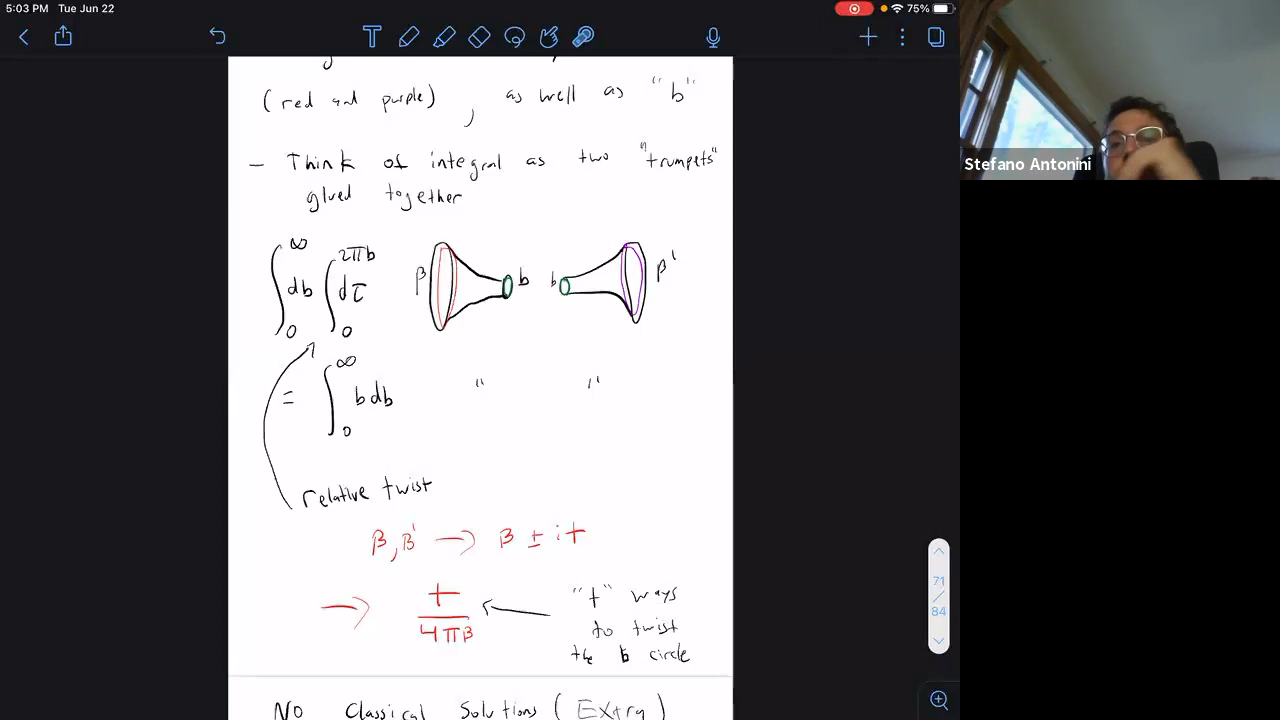 5:03 PM Tue Jun 22
75%
(red and purple), as well as "b"
- Think of integral as two "trumpets"
glued together
∫₀^∞ db ∫₀^{2πb} dτ β b b β'
= ∫₀^∞ b db " "
relative twist
β, β' → β ± it
→ t/4πβ
"t" ways
to twist
the b circle
No Classical Solutions (Extra)
71
/
84
Stefano Antonini